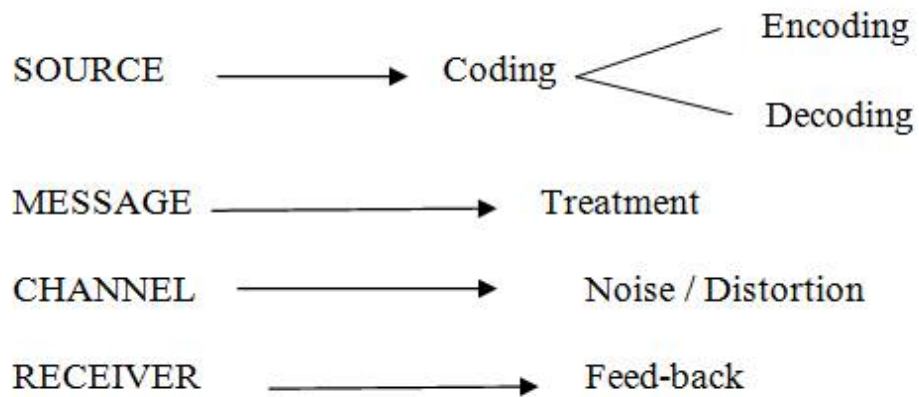 Encoding
SOURCE Coding
Decoding
MESSAGE Treatment
CHANNEL Noise / Distortion
RECEIVER Feed-back